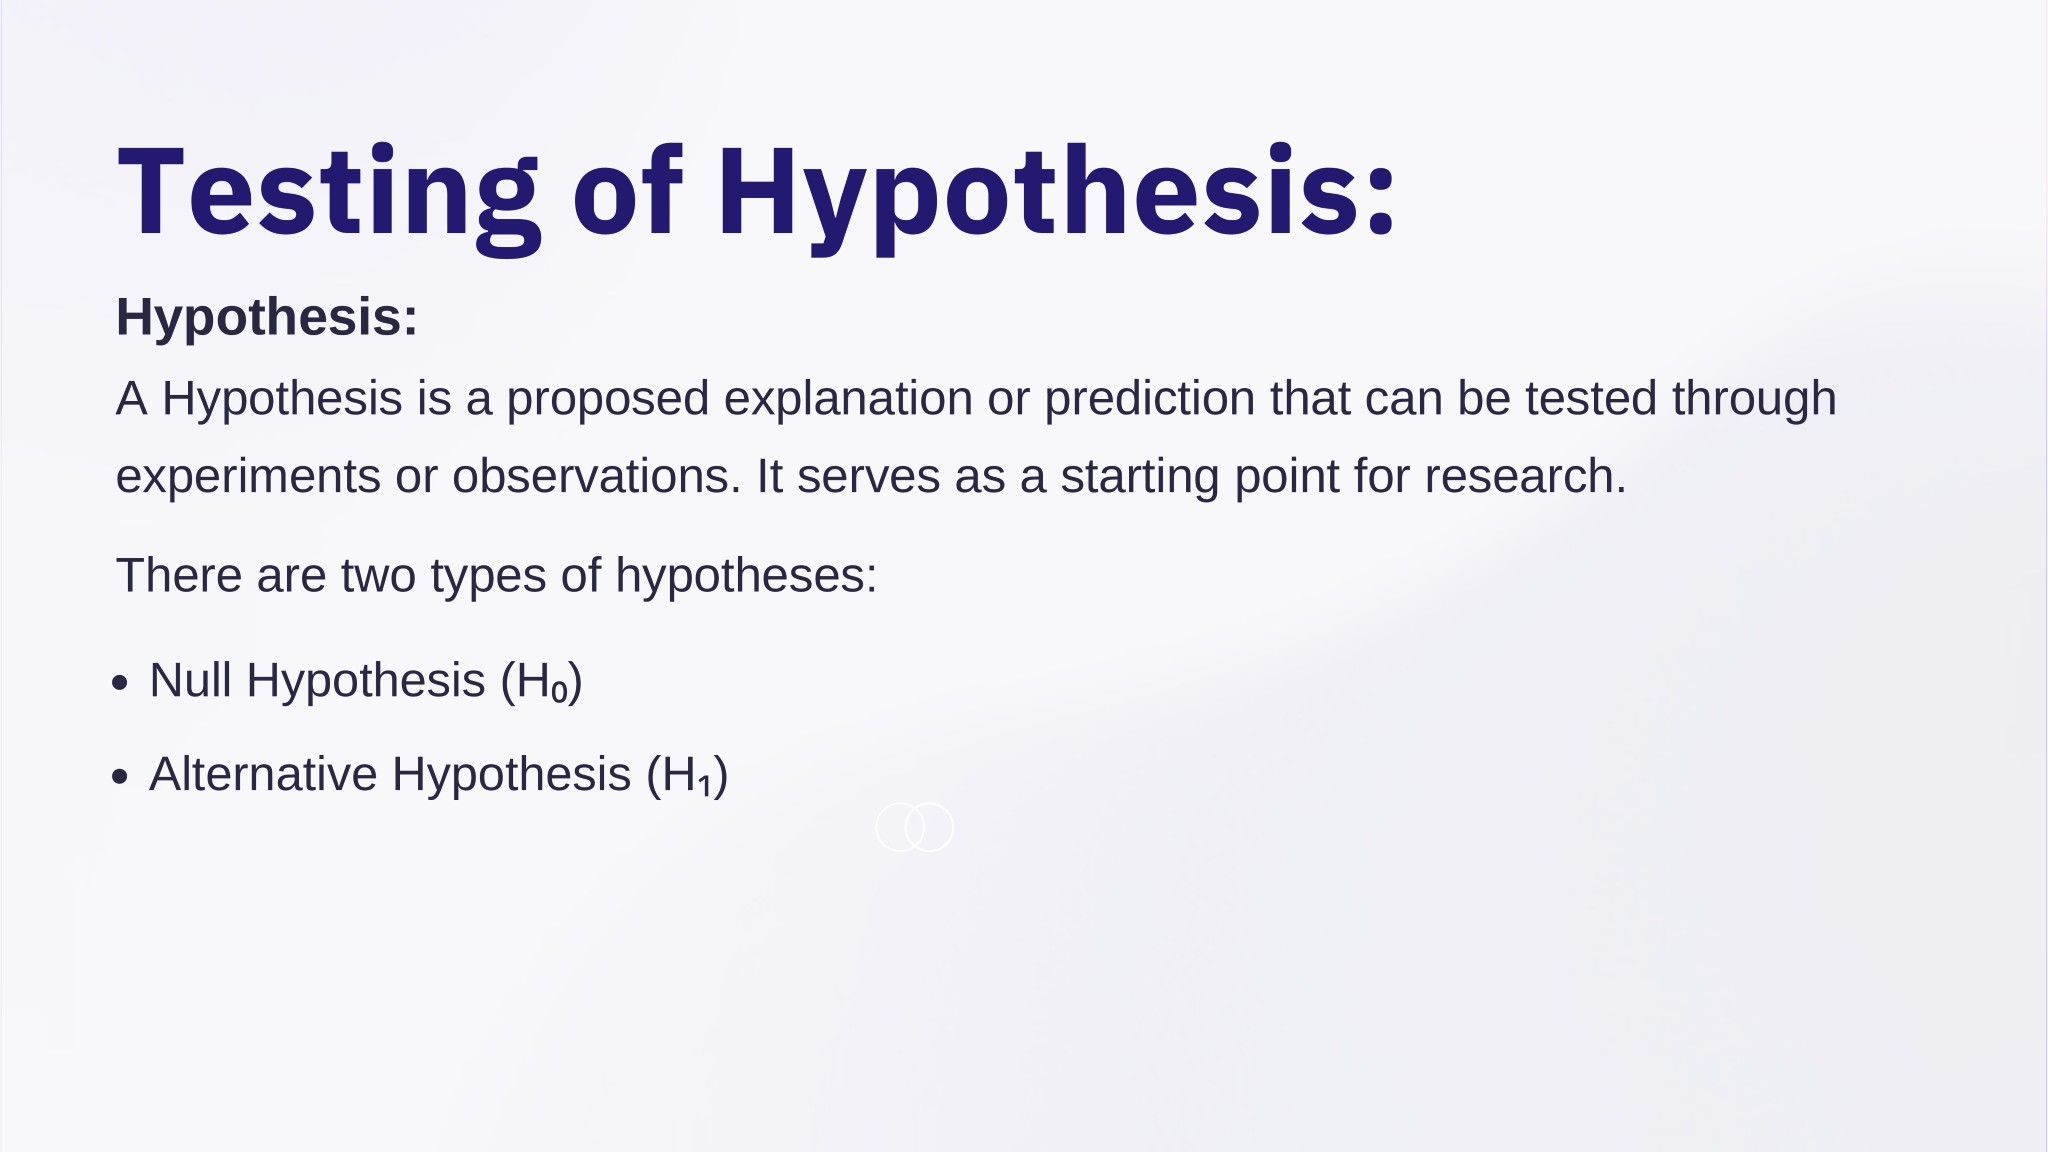 Testing of Hypothesis:
Hypothesis:
A Hypothesis is a proposed explanation or prediction that can be tested through
experiments or observations. It serves as a starting point for research.
There are two types of hypotheses:
• Null Hypothesis (H₀)
• Alternative Hypothesis (H₁)